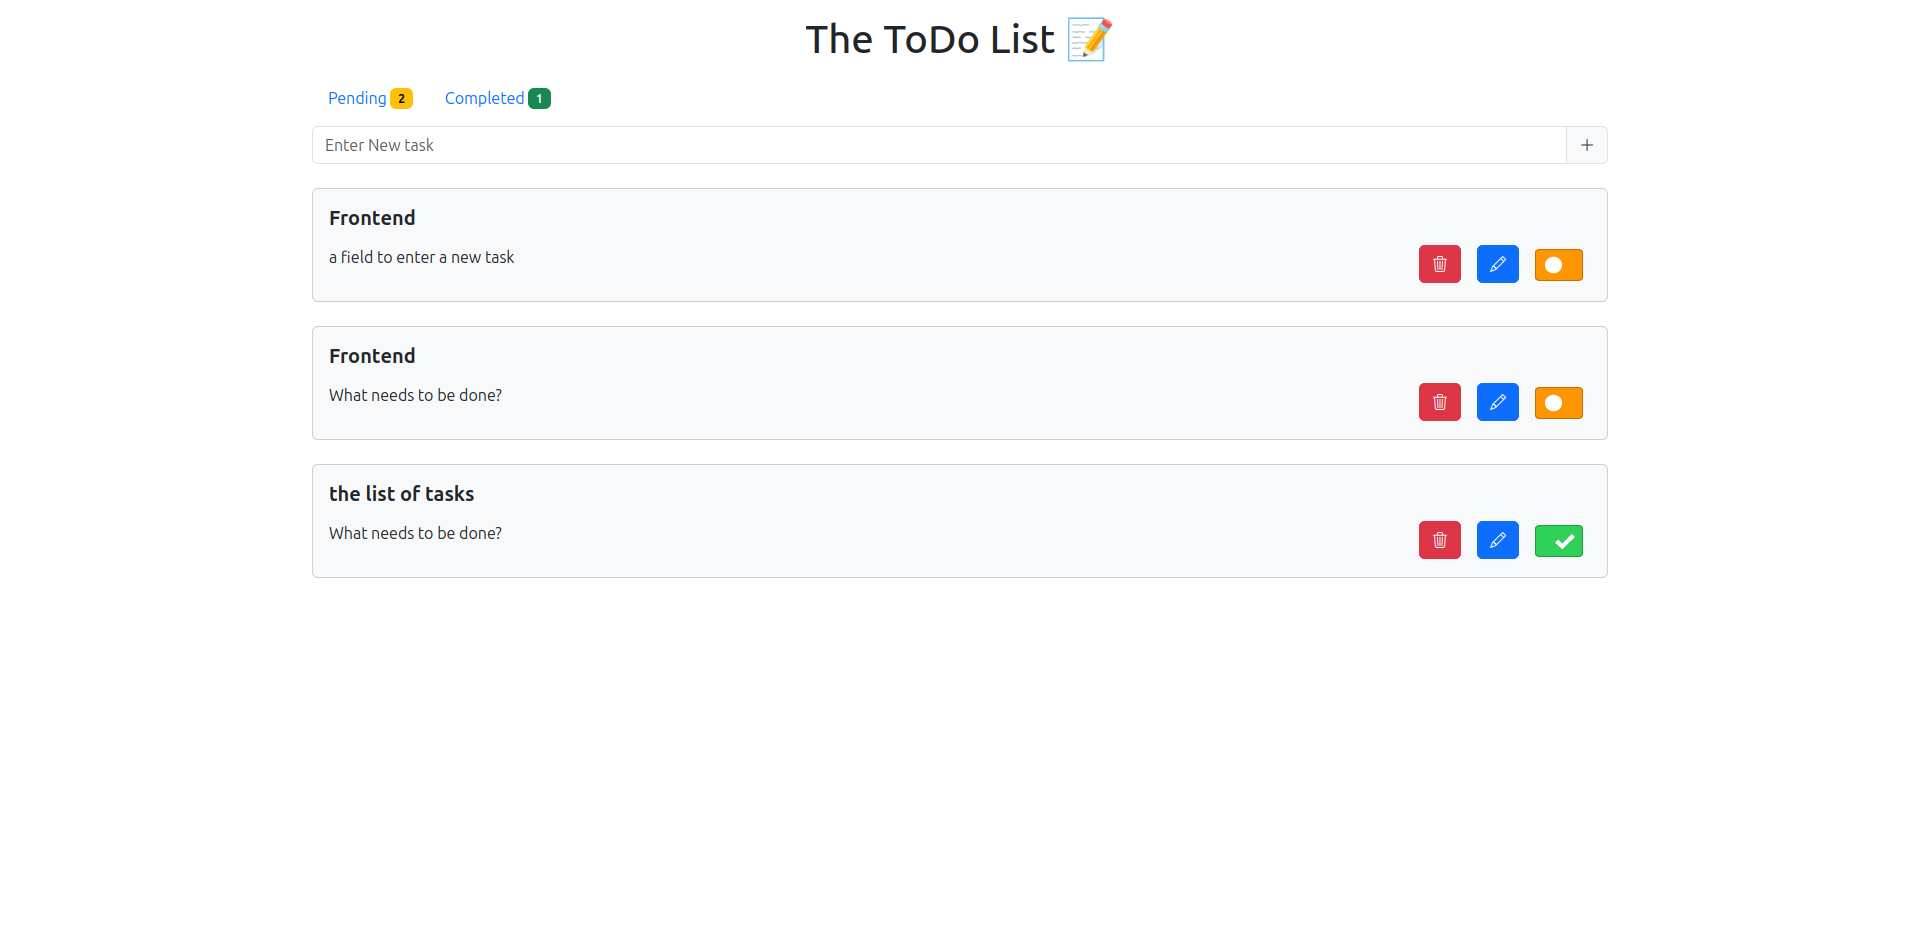 The ToDo List 📝
Pending 2 Completed 1
Enter New task +
Frontend
a field to enter a new task
Frontend
What needs to be done?
the list of tasks
What needs to be done?